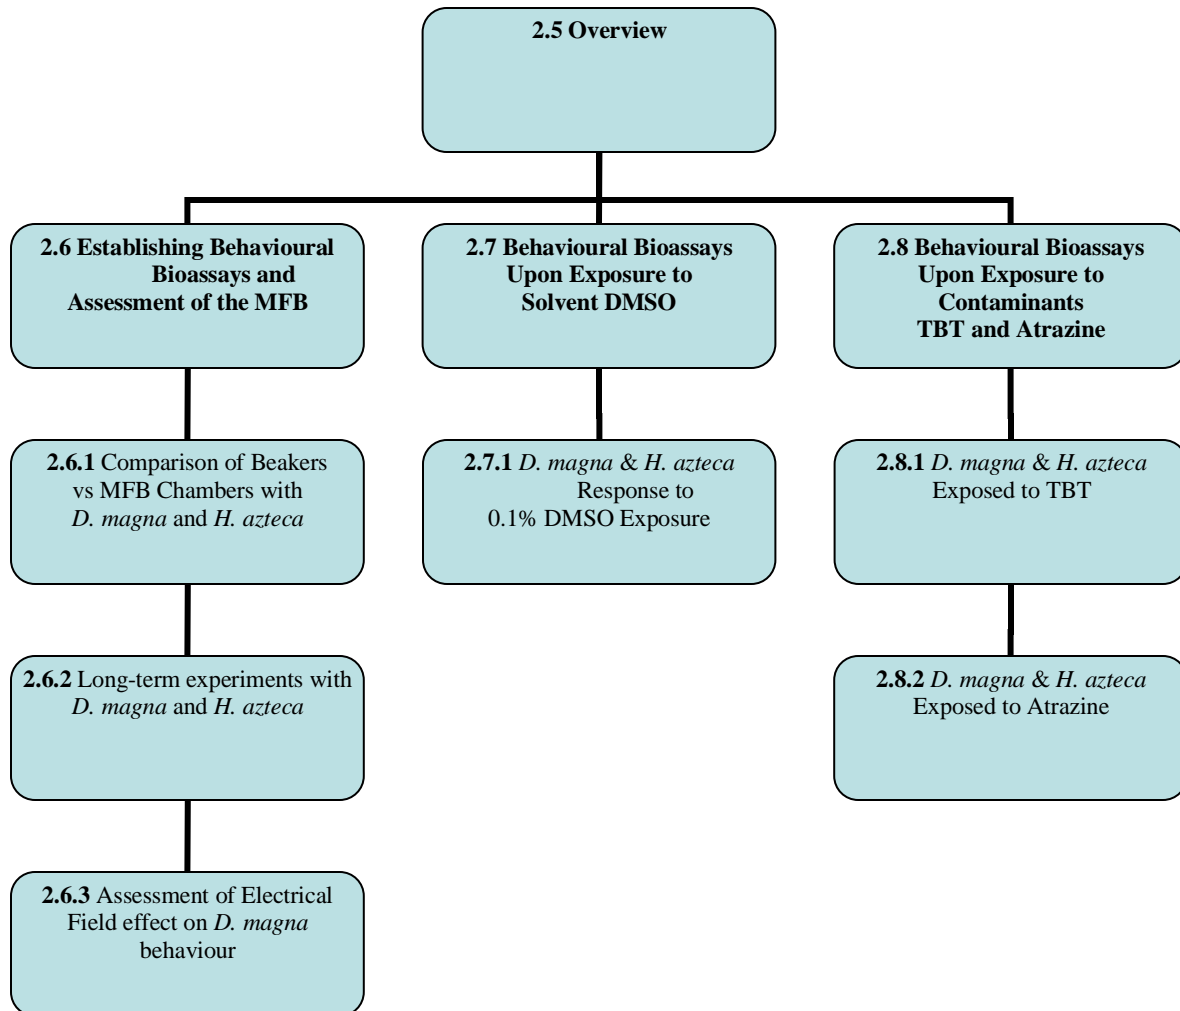 2.5 Overview
2.6 Establishing Behavioural
Bioassays and
Assessment of the MFB
2.7 Behavioural Bioassays
Upon Exposure to
Solvent DMSO
2.8 Behavioural Bioassays
Upon Exposure to
Contaminants
TBT and Atrazine
2.6.1 Comparison of Beakers
vs MFB Chambers with
D. magna and H. azteca
2.7.1 D. magna & H. azteca
Response to
0.1% DMSO Exposure
2.8.1 D. magna & H. azteca
Exposed to TBT
2.6.2 Long-term experiments with
D. magna and H. azteca
2.8.2 D. magna & H. azteca
Exposed to Atrazine
2.6.3 Assessment of Electrical
Field effect on D. magna
behaviour